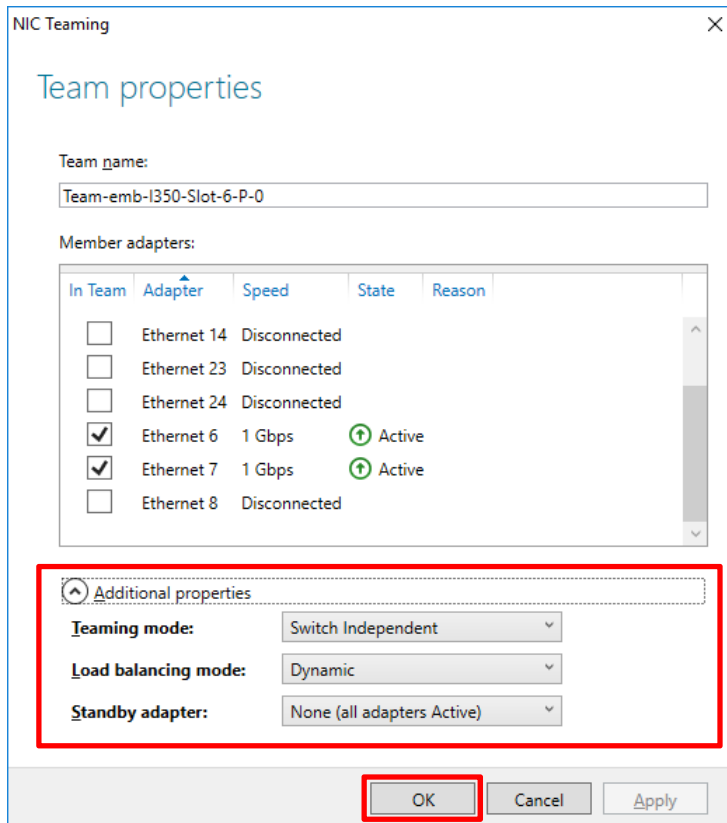 NIC Teaming
Team properties
Team name:
Team-emb-I350-Slot-6-P-0
Member adapters:
In Team Adapter Speed State Reason
Ethernet 14 Disconnected
Ethernet 23 Disconnected
Ethernet 24 Disconnected
Ethernet 6 1 Gbps Active
Ethernet 7 1 Gbps Active
Ethernet 8 Disconnected
Additional properties
Teaming mode: Switch Independent
Load balancing mode: Dynamic
Standby adapter: None (all adapters Active)
OK Cancel Apply